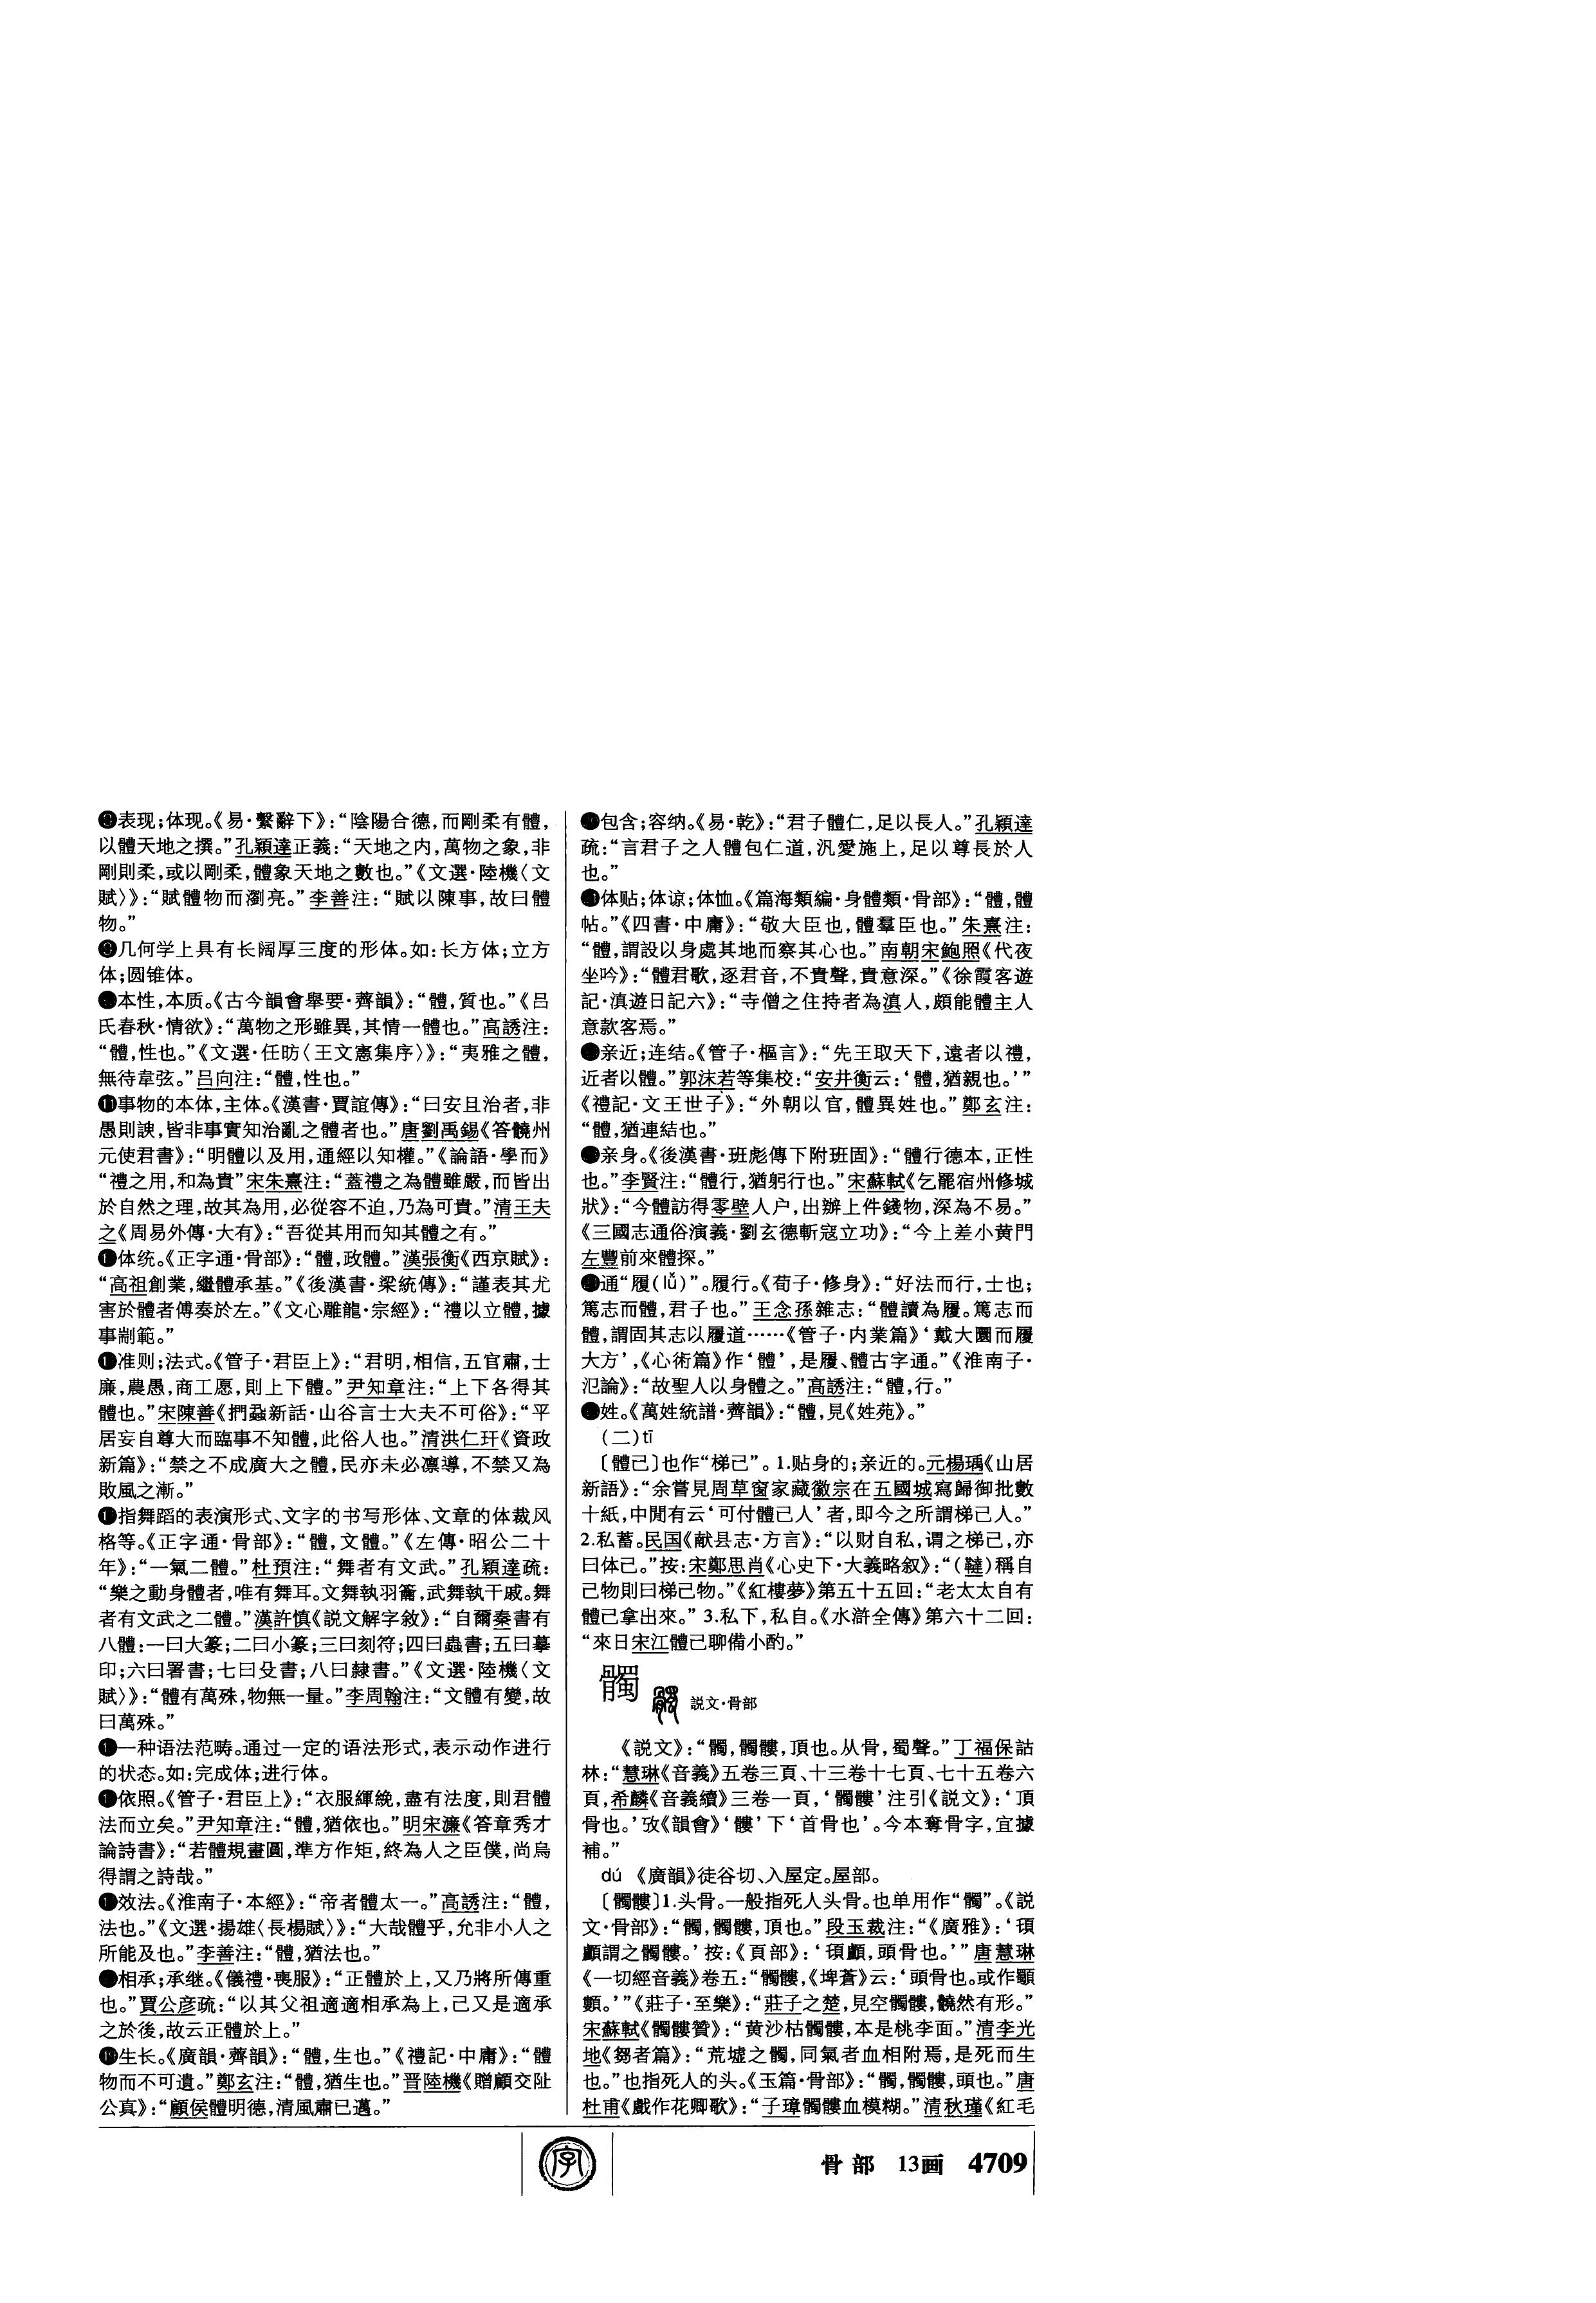 ❽表现;体现。《易·繫辭下》:“陰陽合德,而剛柔有體,
以體天地之撰。”孔穎達正義:“天地之内,萬物之象,非
剛則柔,或以剛柔,體象天地之數也。”《文選·陸機〈文
賦〉》:“賦體物而瀏亮。”李善注:“賦以陳事,故曰體
物。”
❾几何学上具有长阔厚三度的形体。如:长方体;立方
体;圆锥体。
●本性,本质。《古今韻會舉要·薺韻》:“體,質也。”《吕
氏春秋·情欲》:“萬物之形雖異,其情一體也。”高誘注:
“體,性也。”《文選·任昉〈王文憲集序〉》:“夷雅之體,
無待韋弦。”吕向注:“體,性也。”
⓫事物的本体,主体。《漢書·賈誼傳》:“曰安且治者,非
愚則諛,皆非事實知治亂之體者也。”唐劉禹錫《答饒州
元使君書》:“明體以及用,通經以知權。”《論語·學而》
“禮之用,和為貴”宋朱熹注:“蓋禮之為體雖嚴,而皆出
於自然之理,故其為用,必從容不迫,乃為可貴。”清王夫
之《周易外傳·大有》:“吾從其用而知其體之有。”
●体统。《正字通·骨部》:“體,政體。”漢張衡《西京賦》:
“高祖創業,繼體承基。”《後漢書·梁統傳》:“謹表其尤
害於體者傅奏於左。”《文心雕龍·宗經》:“禮以立體,據
事剬範。”
●准则;法式。《管子·君臣上》:“君明,相信,五官肅,士
廉,農愚,商工愿,則上下體。”尹知章注:“上下各得其
體也。”宋陳善《捫蝨新話·山谷言士大夫不可俗》:“平
居妄自尊大而臨事不知體,此俗人也。”清洪仁玕《資政
新篇》:“禁之不成廣大之體,民亦未必凛導,不禁又為
敗風之漸。”
●指舞蹈的表演形式、文字的书写形体、文章的体裁风
格等。《正字通·骨部》:“體,文體。”《左傳·昭公二十
年》:“一氣二體。”杜預注:“舞者有文武。”孔穎達疏:
“樂之動身體者,唯有舞耳。文舞執羽籥,武舞執干戚。舞
者有文武之二體。”漢許慎《説文解字敘》:“自爾秦書有
八體:一曰大篆;二曰小篆;三曰刻符;四曰蟲書;五曰摹
印;六曰署書;七曰殳書;八曰隸書。”《文選·陸機〈文
賦〉》:“體有萬殊,物無一量。”李周翰注:“文體有變,故
曰萬殊。”
●一种语法范畴。通过一定的语法形式,表示动作进行
的状态。如:完成体;进行体。
●依照。《管子·君臣上》:“衣服緷絻,盡有法度,則君體
法而立矣。”尹知章注:“體,猶依也。”明宋濂《答章秀才
論詩書》:“若體規畫圓,準方作矩,終為人之臣僕,尚烏
得謂之詩哉。”
●效法。《淮南子·本經》:“帝者體太一。”高誘注:“體,
法也。”《文選·揚雄〈長楊賦〉》:“大哉體乎,允非小人之
所能及也。”李善注:“體,猶法也。”
●相承;承继。《儀禮·喪服》:“正體於上,又乃將所傳重
也。”賈公彦疏:“以其父祖適適相承為上,己又是適承
之於後,故云正體於上。”
⓳生长。《廣韻·薺韻》:“體,生也。”《禮記·中庸》:“體
物而不可遺。”鄭玄注:“體,猶生也。”晋陸機《贈顧交阯
公真》:“顧侯體明德,清風肅已邁。”
●包含;容纳。《易·乾》:“君子體仁,足以長人。”孔穎達
疏:“言君子之人體包仁道,汎愛施上,足以尊長於人
也。”
●体贴;体谅;体恤。《篇海類編·身體類·骨部》:“體,體
帖。”《四書·中庸》:“敬大臣也,體羣臣也。”朱熹注:
“體,謂設以身處其地而察其心也。”南朝宋鮑照《代夜
坐吟》:“體君歌,逐君音,不貴聲,貴意深。”《徐霞客遊
記·滇遊日記六》:“寺僧之住持者為滇人,頗能體主人
意款客焉。”
●亲近;连结。《管子·樞言》:“先王取天下,遠者以禮,
近者以體。”郭沫若等集校:“安井衡云:‘體,猶親也。’”
《禮記·文王世子》:“外朝以官,體異姓也。”鄭玄注:
“體,猶連結也。”
●亲身。《後漢書·班彪傳下附班固》:“體行德本,正性
也。”李賢注:“體行,猶躬行也。”宋蘇軾《乞罷宿州修城
狀》:“今體訪得零壁人户,出辦上件錢物,深為不易。”
《三國志通俗演義·劉玄德斬寇立功》:“今上差小黄門
左豐前來體探。”
●通“履(lǚ)”。履行。《荀子·修身》:“好法而行,士也;
篤志而體,君子也。”王念孫雜志:“體讀為履。篤志而
體,謂固其志以履道……《管子·内業篇》‘戴大圜而履
大方’,《心術篇》作‘體’,是履、體古字通。”《淮南子·
氾論》:“故聖人以身體之。”高誘注:“體,行。”
●姓。《萬姓統譜·薺韻》:“體,見《姓苑》。”
(二)tī
〔體己〕也作“梯己”。1.贴身的;亲近的。元楊瑀《山居
新語》:“余嘗見周草窗家藏徽宗在五國城寫歸御批數
十紙,中閒有云‘可付體己人’者,即今之所謂梯己人。”
2.私蓄。民国《献县志·方言》:“以财自私,谓之梯己,亦
曰体己。”按:宋鄭思肖《心史下·大義略叙》:“(韃)稱自
己物則曰梯己物。”《紅樓夢》第五十五回:“老太太自有
體己拿出來。”3.私下,私自。《水滸全傳》第六十二回:
“來日宋江體己聊備小酌。”
髑 説文·骨部
《説文》:“髑,髑髏,頂也。从骨,蜀聲。”丁福保詁
林:“慧琳《音義》五卷三頁、十三卷十七頁、七十五卷六
頁,希麟《音義續》三卷一頁,‘髑髏’注引《説文》:‘頂
骨也。’攷《韻會》‘髏’下‘首骨也’。今本奪骨字,宜據
補。”
dú 《廣韻》徒谷切、入屋定。屋部。
〔髑髏〕1.头骨。一般指死人头骨。也单用作“髑”。《説
文·骨部》:“髑,髑髏,頂也。”段玉裁注:“《廣雅》:‘頊
顱謂之髑髏。’按:《頁部》:‘頊顱,頭骨也。’”唐慧琳
《一切經音義》卷五:“髑髏,《埤蒼》云:‘頭骨也。或作顭
顊。’”《莊子·至樂》:“莊子之楚,見空髑髏,髐然有形。”
宋蘇軾《髑髏贊》:“黄沙枯髑髏,本是桃李面。”清李光
地《芻者篇》:“荒墟之髑,同氣者血相附焉,是死而生
也。”也指死人的头。《玉篇·骨部》:“髑,髑髏,頭也。”唐
杜甫《戲作花卿歌》:“子璋髑髏血模糊。”清秋瑾《紅毛
字
骨部 13画 4709